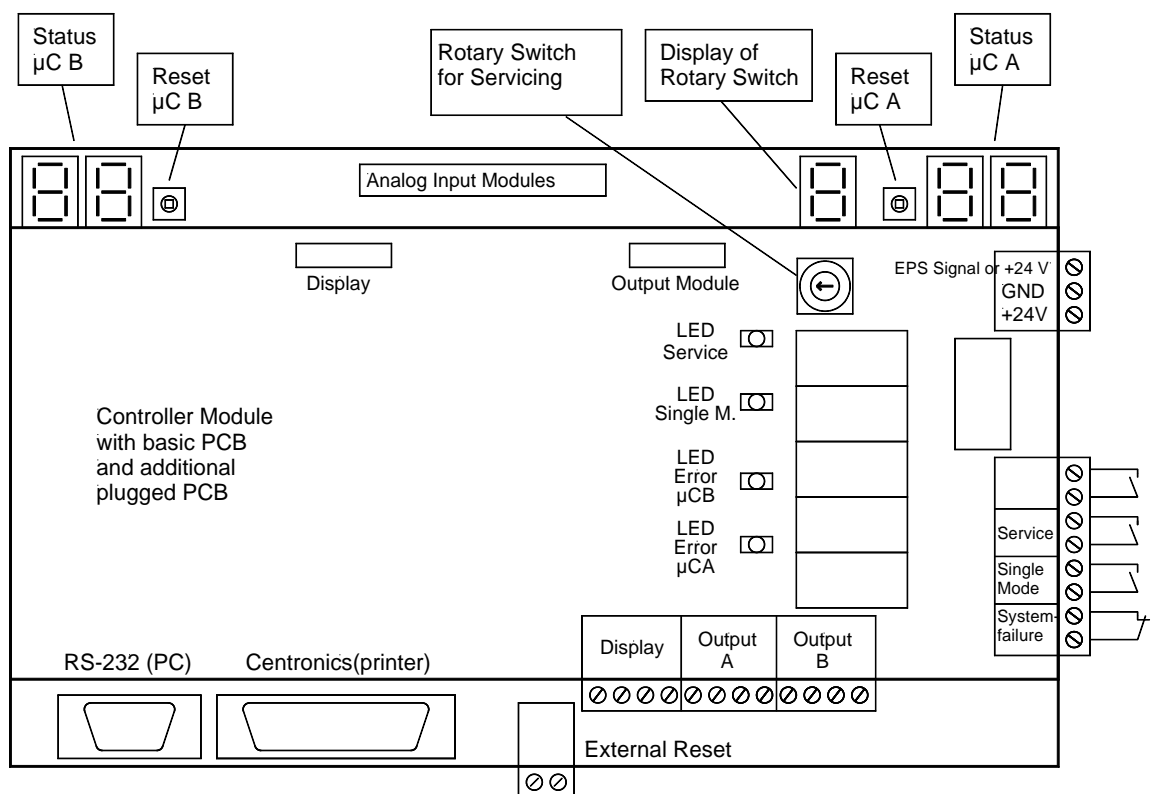 Status
µC B
Reset
µC B
Rotary Switch
for Servicing
Display of
Rotary Switch
Reset
µC A
Status
µC A
Analog Input Modules
Display
Output Module
EPS Signal or +24 V
GND
+24V
LED
Service
LED
Single M.
LED
Error
µCB
LED
Error
µCA
Controller Module
with basic PCB
and additional
plugged PCB
Service
Single
Mode
System-
failure
Display
Output
A
Output
B
RS-232 (PC)
Centronics(printer)
External Reset